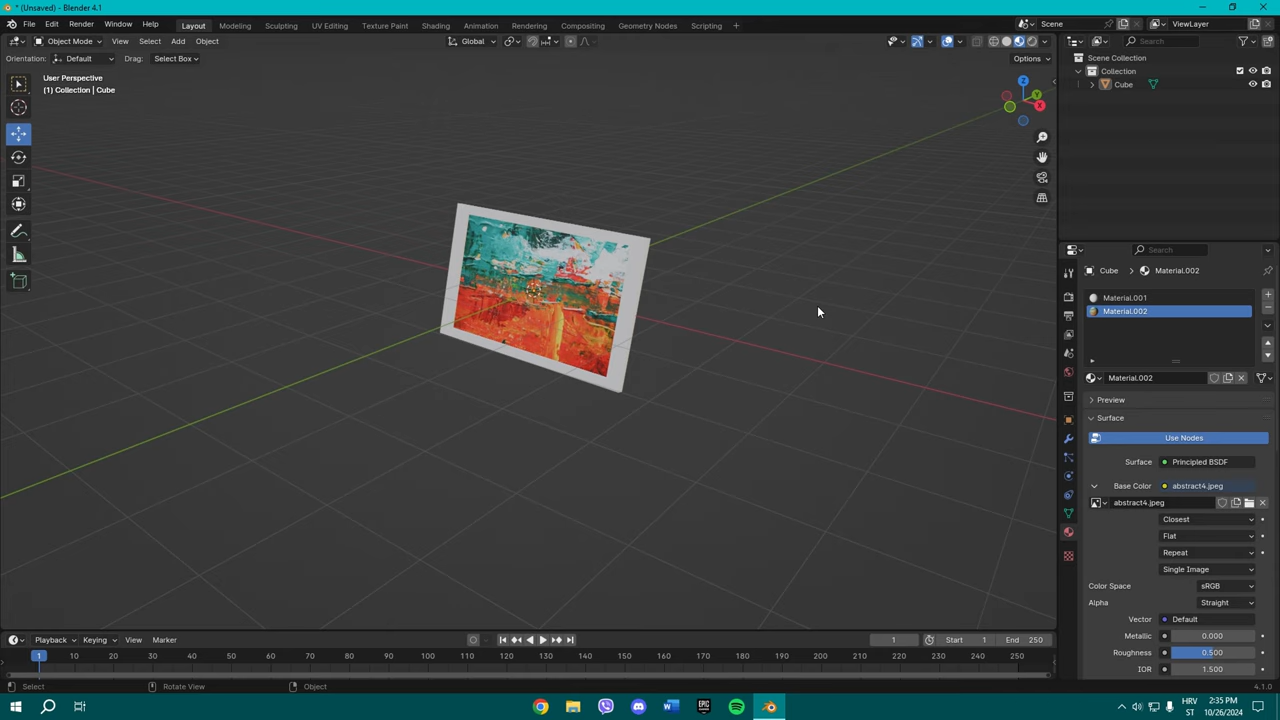 * (Unsaved) - Blender 4.1
File Edit Render Window Help Layout Modeling Sculpting UV Editing Texture Paint Shading Animation Rendering Compositing Geometry Nodes Scripting + Scene ViewLayer
Object Mode View Select Add Object Global Search
Orientation: Default Drag: Select Box Options Scene Collection
User Perspective
(1) Collection | Cube
Collection
Cube
Z
Y
X
Search
Cube Material.002
Material.001
Material.002
Material.002
Preview
Surface
Use Nodes
Surface Principled BSDF
Base Color abstract4.jpeg
abstract4.jpeg
Closest
Flat
Repeat
Single Image
Color Space sRGB
Alpha Straight
Vector Default
Metallic 0.000
Roughness 0.500
IOR 1.500
Playback Keying View Marker 1 Start 1 End 250
1 10 20 30 40 50 60 70 80 90 100 110 120 130 140 150 160 170 180 190 200 210 220 230 240 250
Select Rotate View Object 4.1.0
HRV 2:35 PM
ST 10/26/2024